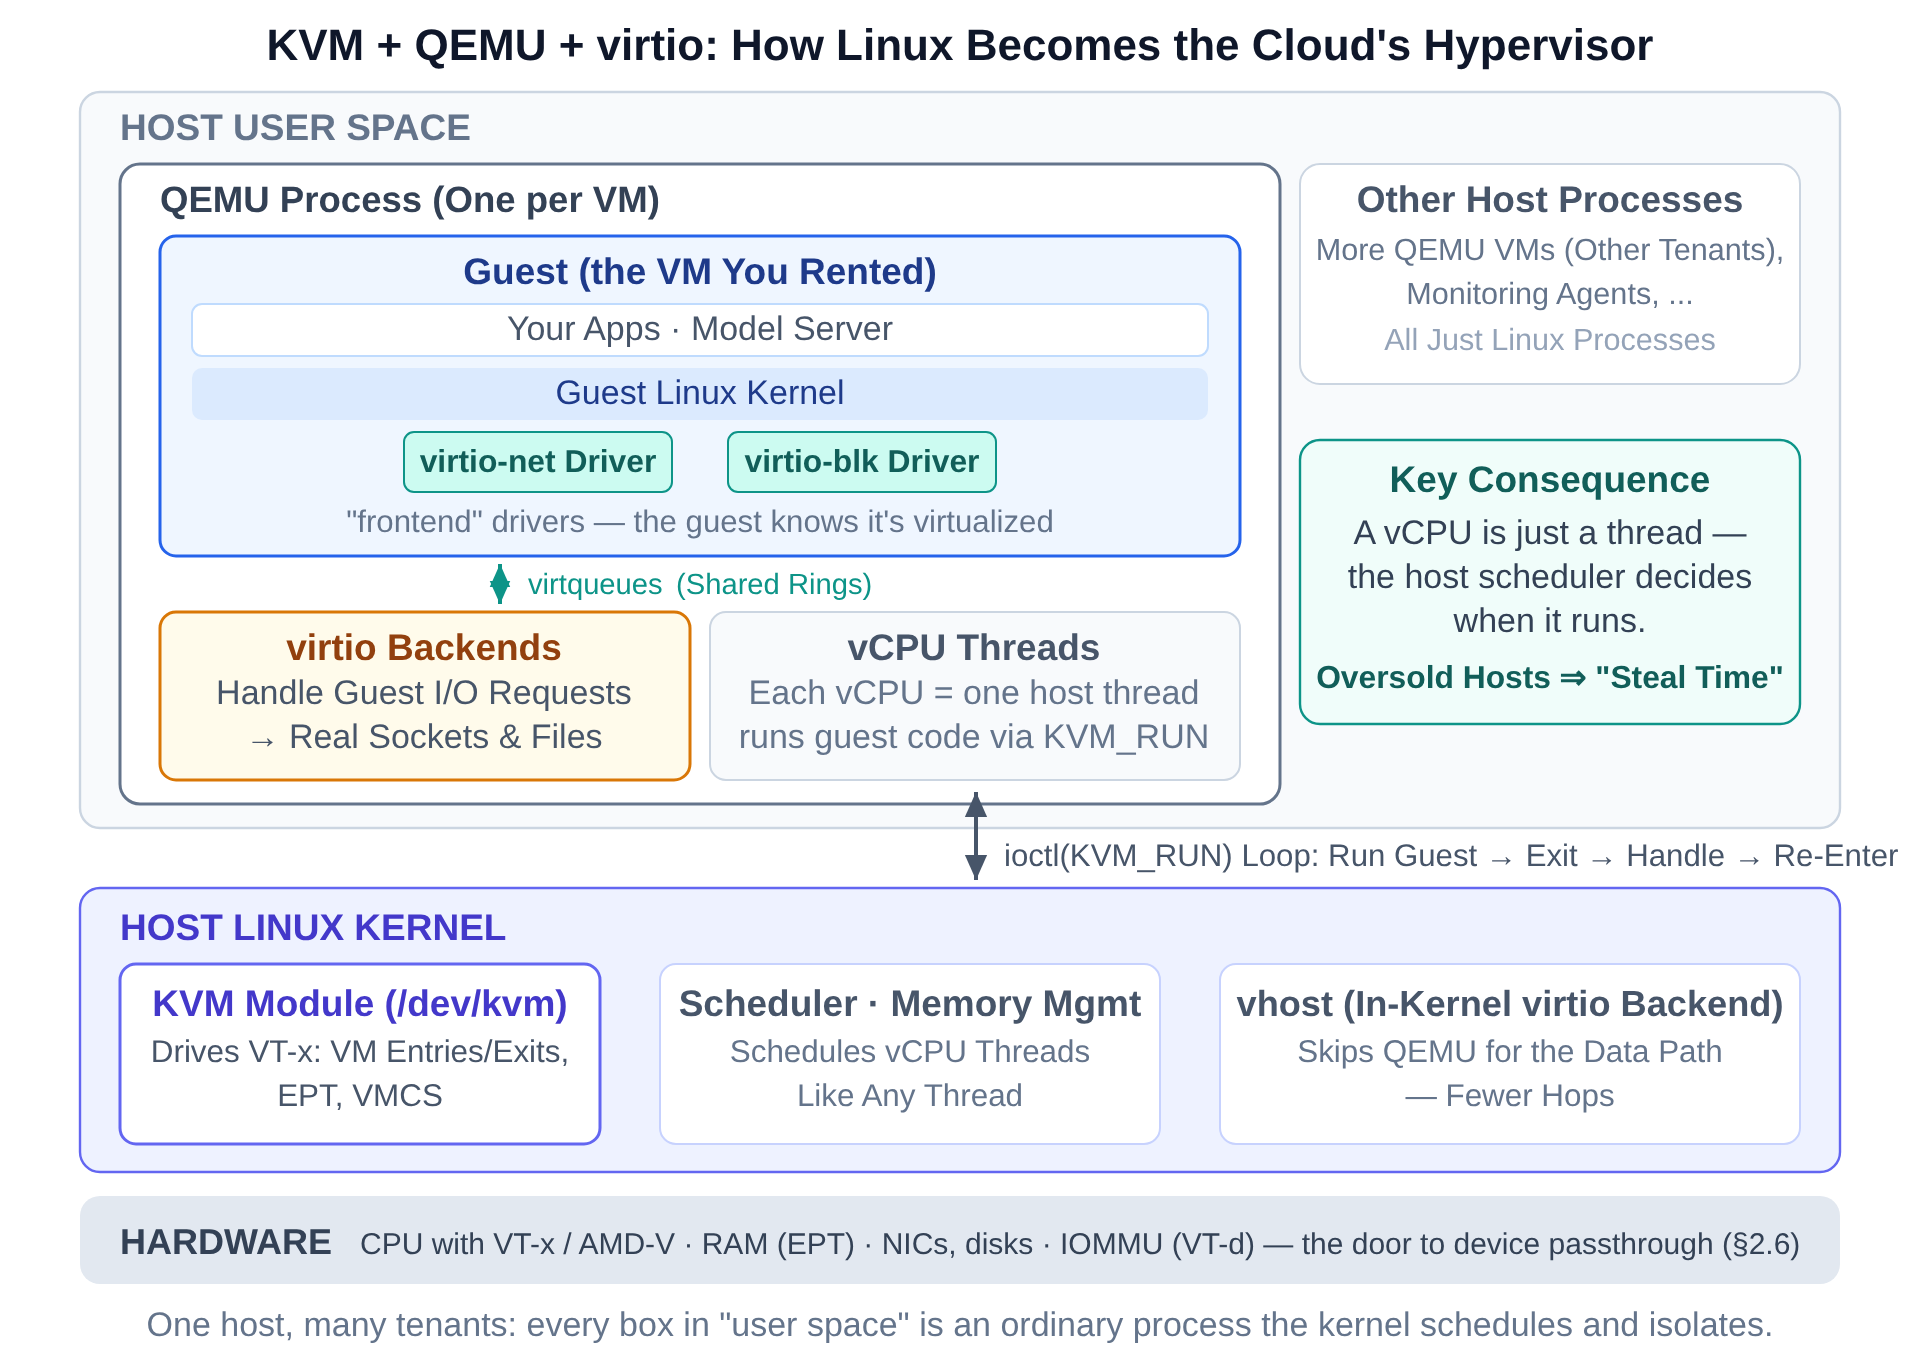 KVM + QEMU + virtio: How Linux Becomes the Cloud's Hypervisor
HOST USER SPACE
QEMU Process (One per VM)
Guest (the VM You Rented)
Your Apps · Model Server
Guest Linux Kernel
virtio-net Driver
virtio-blk Driver
"frontend" drivers — the guest knows it's virtualized
virtqueues (Shared Rings)
virtio Backends
Handle Guest I/O Requests
→ Real Sockets & Files
vCPU Threads
Each vCPU = one host thread
runs guest code via KVM_RUN
Other Host Processes
More QEMU VMs (Other Tenants),
Monitoring Agents, ...
All Just Linux Processes
Key Consequence
A vCPU is just a thread —
the host scheduler decides
when it runs.
Oversold Hosts ⇒ "Steal Time"
ioctl(KVM_RUN) Loop: Run Guest → Exit → Handle → Re-Enter
HOST LINUX KERNEL
KVM Module (/dev/kvm)
Drives VT-x: VM Entries/Exits,
EPT, VMCS
Scheduler · Memory Mgmt
Schedules vCPU Threads
Like Any Thread
vhost (In-Kernel virtio Backend)
Skips QEMU for the Data Path
— Fewer Hops
HARDWARE CPU with VT-x / AMD-V · RAM (EPT) · NICs, disks · IOMMU (VT-d) — the door to device passthrough (§2.6)
One host, many tenants: every box in "user space" is an ordinary process the kernel schedules and isolates.